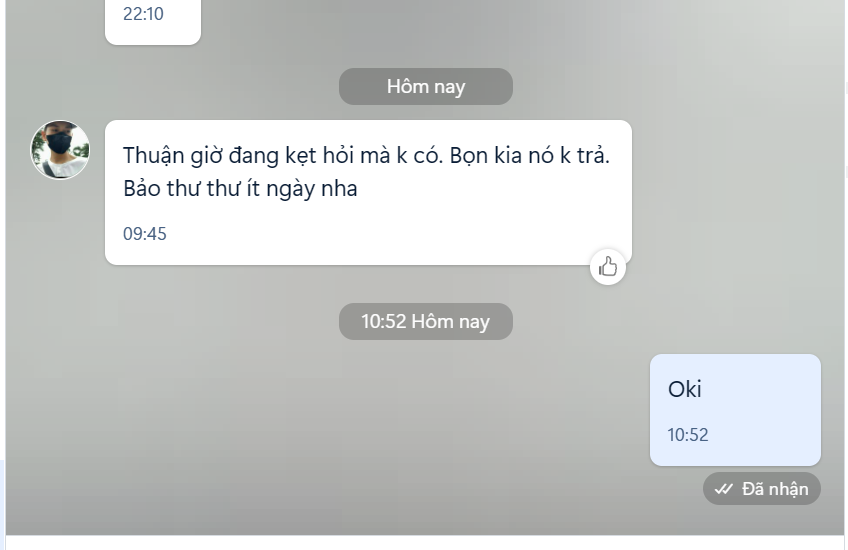 22:10
Hôm nay
Thuận giờ đang kẹt hỏi mà k có. Bọn kia nó k trả.
Bảo thư thư ít ngày nha
09:45
10:52 Hôm nay
Oki
10:52
Đã nhận